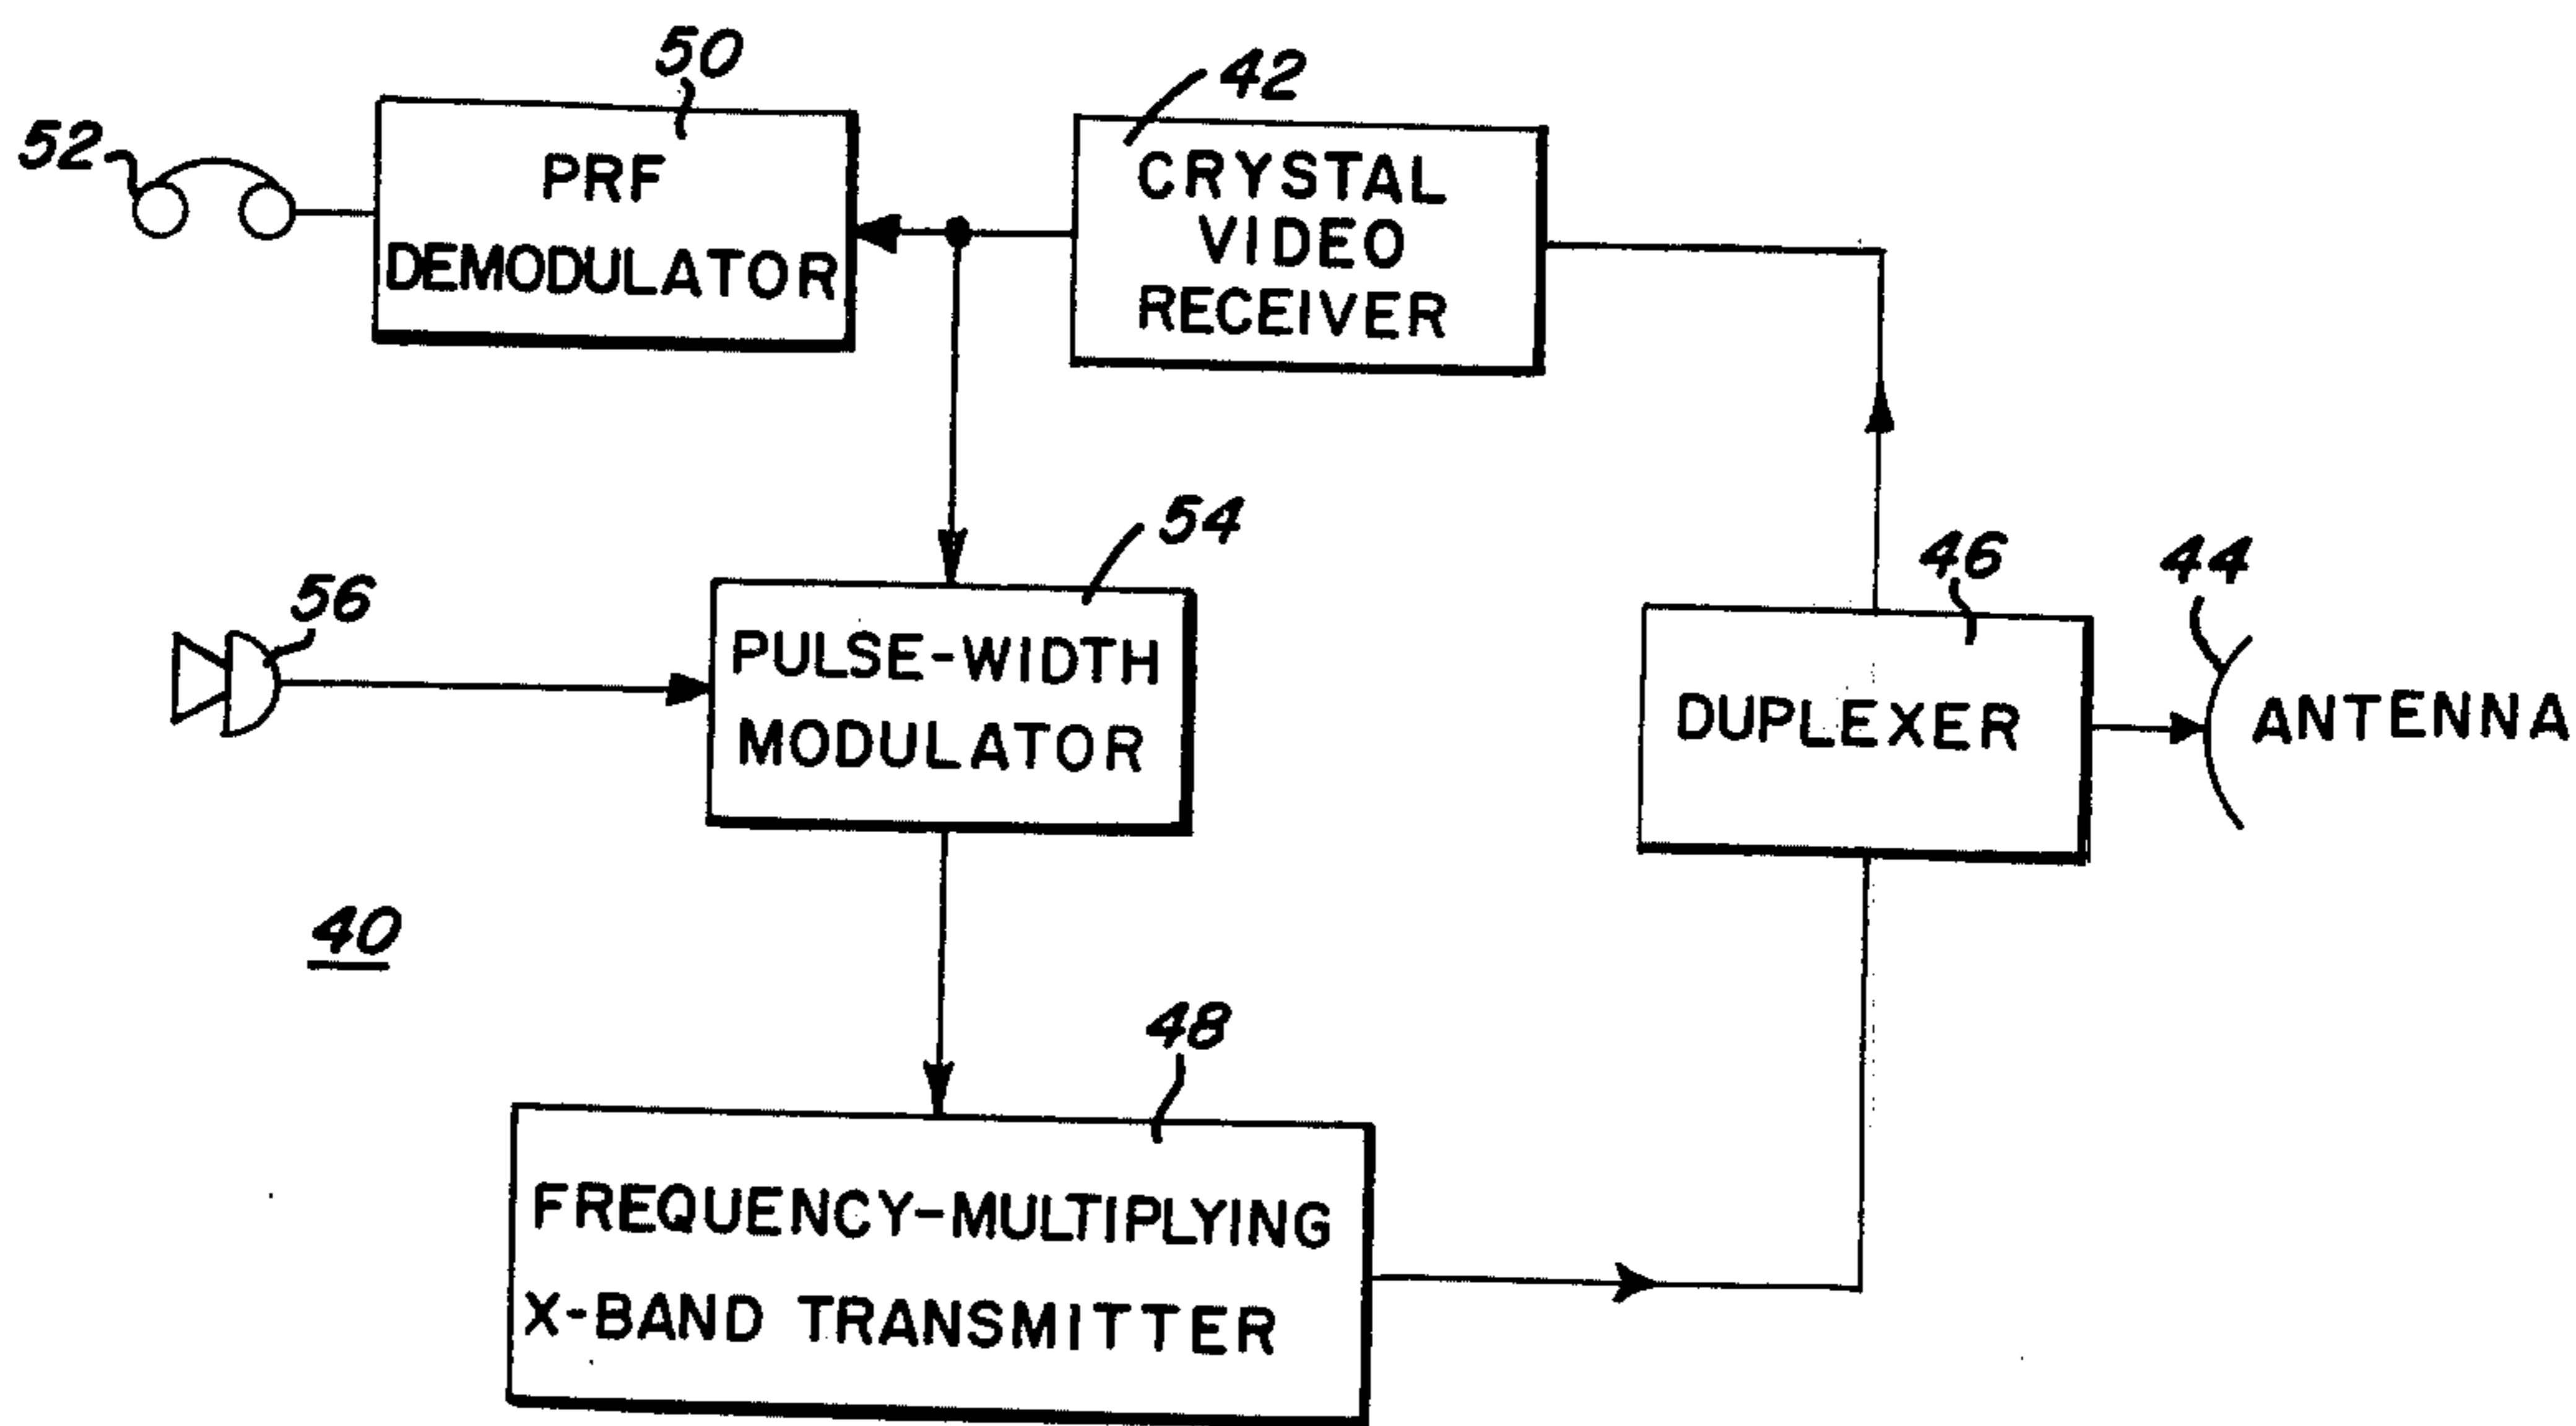 50
52
PRF
DEMODULATOR
42
CRYSTAL
VIDEO
RECEIVER
54
56
PULSE-WIDTH
MODULATOR
46
44
DUPLEXER
ANTENNA
40
48
FREQUENCY-MULTIPLYING
X-BAND TRANSMITTER